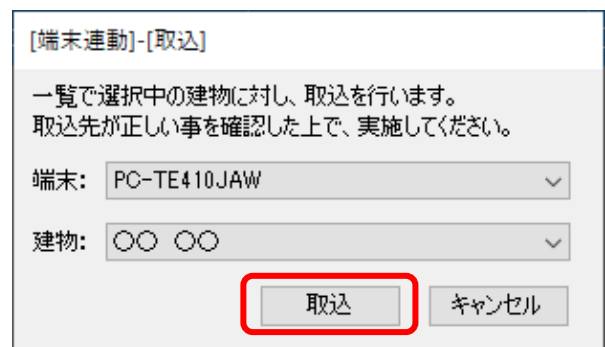 [端末連動]-[取込]
一覧で選択中の建物に対し、取込を行います。
取込先が正しい事を確認した上で、実施してください。
端末: PC-TE410JAW
建物: 〇〇 〇〇
取込 キャンセル